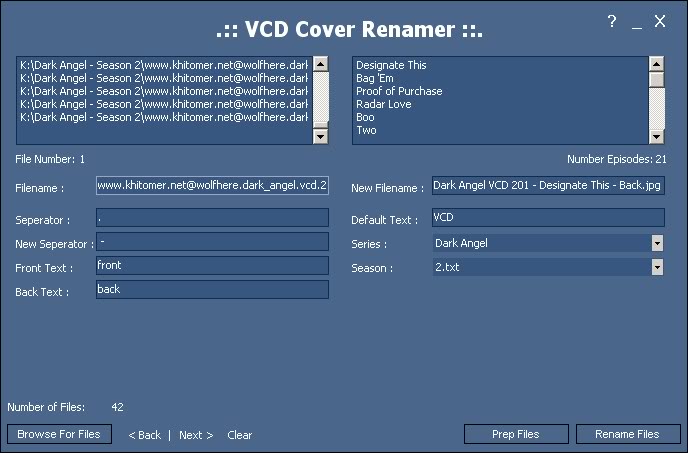 .::  VCD Cover Renamer  ::.
? _ X
K:\Dark Angel - Season 2\www.khitomer.net@wolfhere.dark
K:\Dark Angel - Season 2\www.khitomer.net@wolfhere.dark
K:\Dark Angel - Season 2\www.khitomer.net@wolfhere.dark
K:\Dark Angel - Season 2\www.khitomer.net@wolfhere.dark
K:\Dark Angel - Season 2\www.khitomer.net@wolfhere.dark
Designate This
Bag 'Em
Proof of Purchase
Radar Love
Boo
Two
File Number: 1
Number Episodes: 21
Filename :
www.khitomer.net@wolfhere.dark_angel.vcd.2
New Filename :
Dark Angel VCD 201 - Designate This - Back.jpg
Seperator :
.
Default Text :
VCD
New Seperator :
-
Series :
Dark Angel
Front Text :
front
Season :
2.txt
Back Text :
back
Number of Files: 42
Browse For Files
< Back | Next > Clear
Prep Files
Rename Files